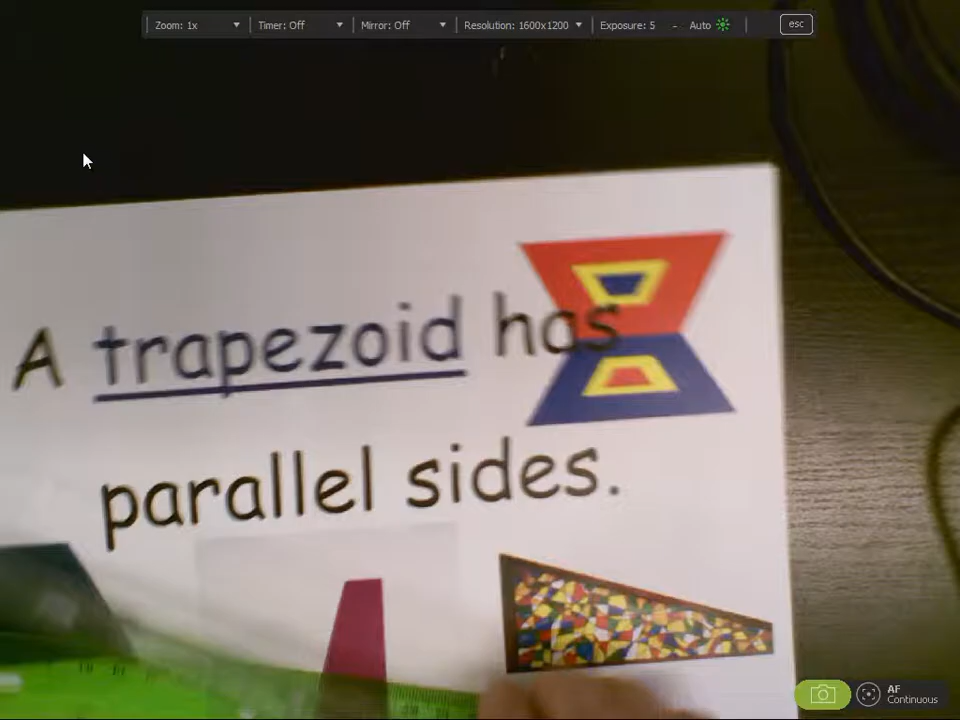 Zoom: 1x Timer: Off Mirror: Off Resolution: 1600x1200 Exposure: 5 - Auto esc
A trapezoid has
parallel sides.
AF
Continuous